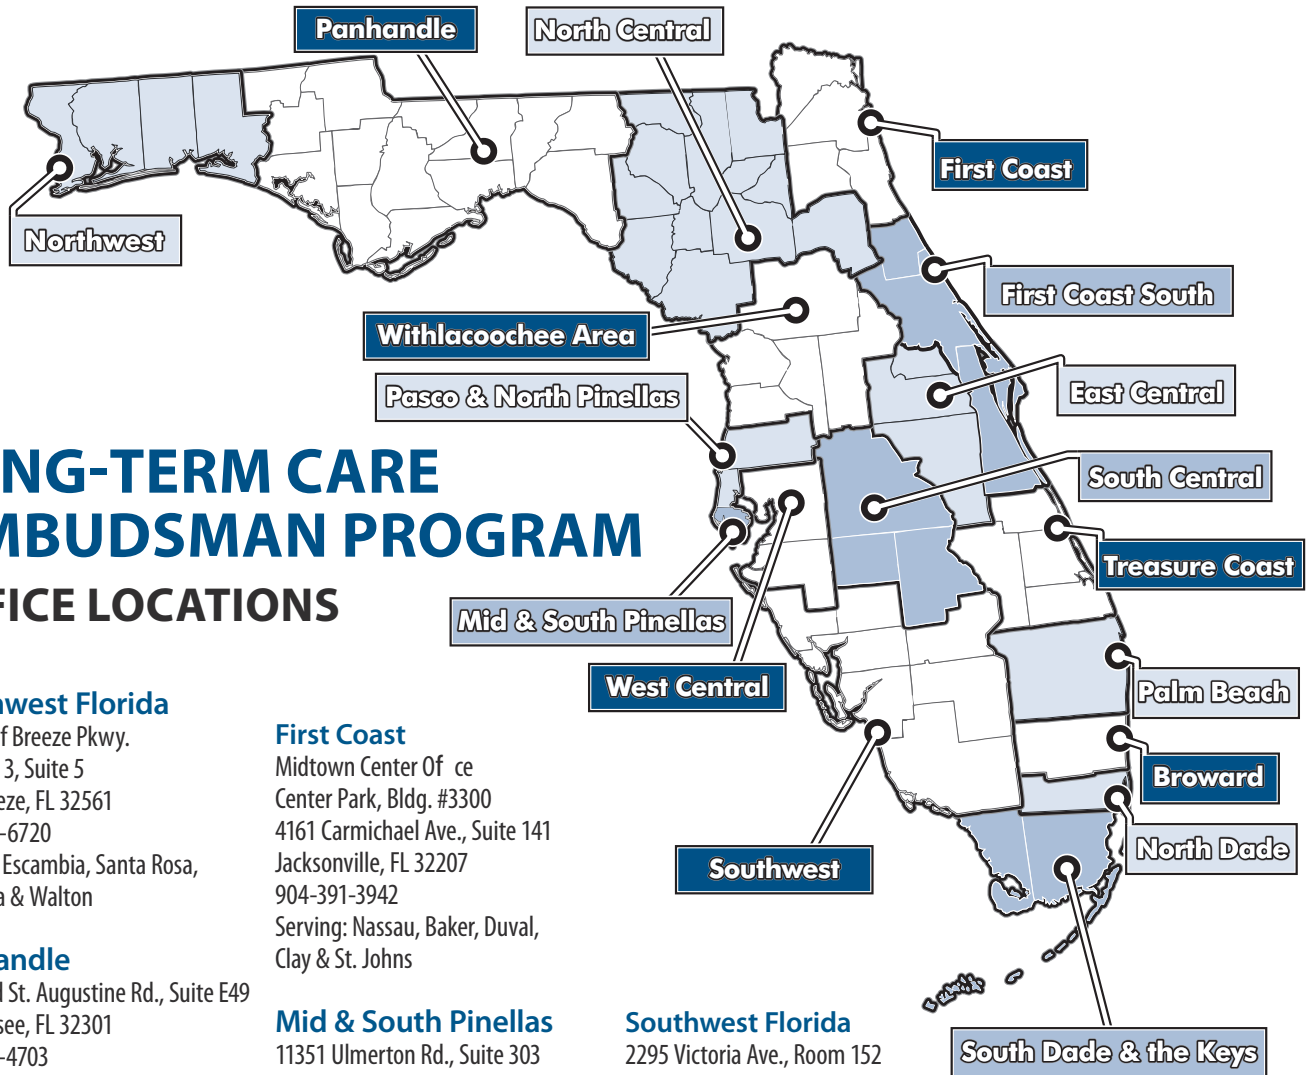 Panhandle
North Central
First Coast
Northwest
First Coast South
Withlacoochee Area
Pasco & North Pinellas
East Central
South Central
Treasure Coast
Mid & South Pinellas
West Central
Palm Beach
Broward
North Dade
Southwest
South Dade & the Keys
NG-TERM CARE
MBUDSMAN PROGRAM
FICE LOCATIONS
hwest Florida
f Breeze Pkwy.
3, Suite 5
eze, FL 32561
-6720
Escambia, Santa Rosa,
a & Walton
andle
l St. Augustine Rd., Suite E49
see, FL 32301
-4703
First Coast
Midtown Center Of ce
Center Park, Bldg. #3300
4161 Carmichael Ave., Suite 141
Jacksonville, FL 32207
904-391-3942
Serving: Nassau, Baker, Duval,
Clay & St. Johns
Mid & South Pinellas
11351 Ulmerton Rd., Suite 303
Southwest Florida
2295 Victoria Ave., Room 152